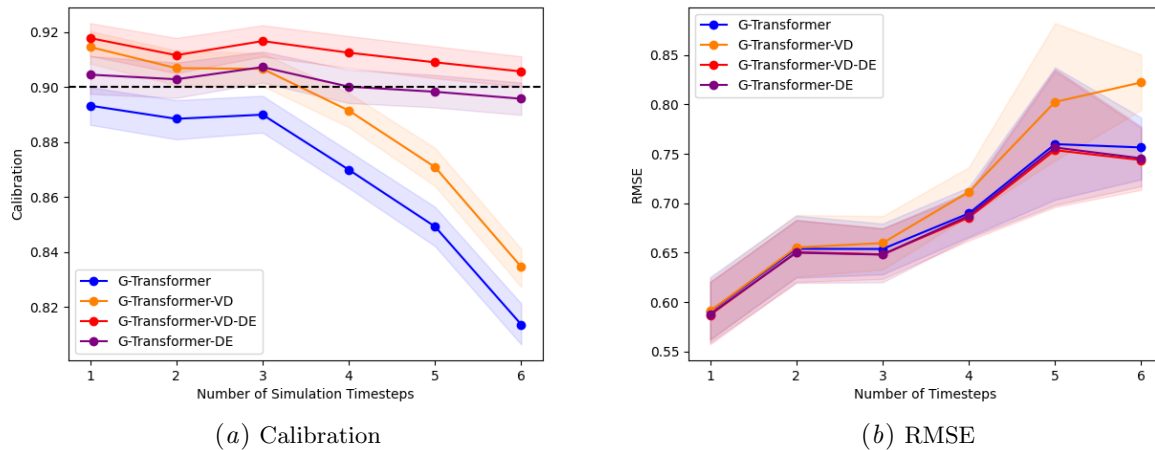 0.92
0.90
0.88
0.86
0.84
0.82
Calibration
G-Transformer
G-Transformer-VD
G-Transformer-VD-DE
G-Transformer-DE
1 2 3 4 5 6
Number of Simulation Timesteps
(a) Calibration
G-Transformer
G-Transformer-VD
G-Transformer-VD-DE
G-Transformer-DE
0.85
0.80
0.75
0.70
0.65
0.60
0.55
RMSE
1 2 3 4 5 6
Number of Timesteps
(b) RMSE